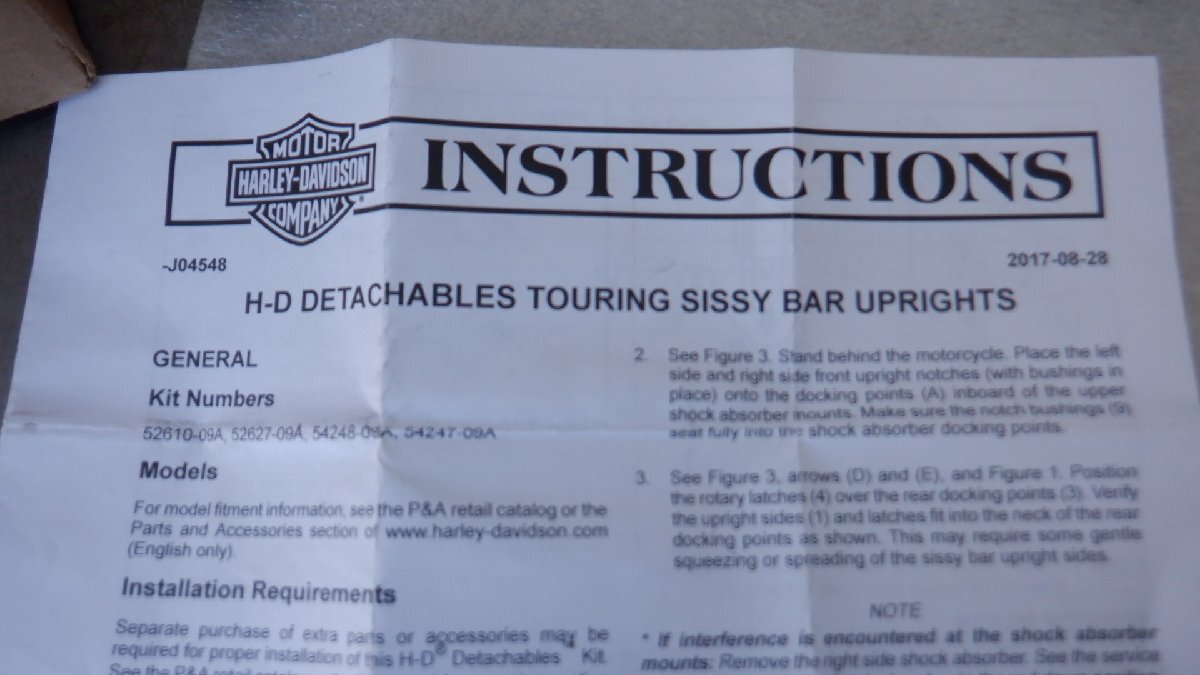 MOTOR
HARLEY-DAVIDSON
COMPANY
INSTRUCTIONS
-J04548
2017-08-28
H-D DETACHABLES TOURING SISSY BAR UPRIGHTS
GENERAL
Kit Numbers
52610-09A, 52627-09A, 54248-09A, 54247-09A
Models
For model fitment information, see the P&A retail catalog or the
Parts and Accessories section of www.harley-davidson.com
(English only).
Installation Requirements
Separate purchase of extra parts or accessories may be
required for proper installation of this H-D® Detachables Kit.
See the P&A retail
2. See Figure 3. Stand behind the motorcycle. Place the left
side and right side front upright notches (with bushings in
place) onto the docking points (A) inboard of the upper
shock absorber mounts. Make sure the notch bushings (9)
seat fully into the shock absorber docking points.
3. See Figure 3, arrows (D) and (E), and Figure 1. Position
the rotary latches (4) over the rear docking points (3). Verify
the upright sides (1) and latches fit into the neck of the rear
docking points as shown. This may require some gentle
squeezing or spreading of the sissy bar upright sides.
NOTE
* If interference is encountered at the shock absorber
mounts: Remove the right side shock absorber. See the service